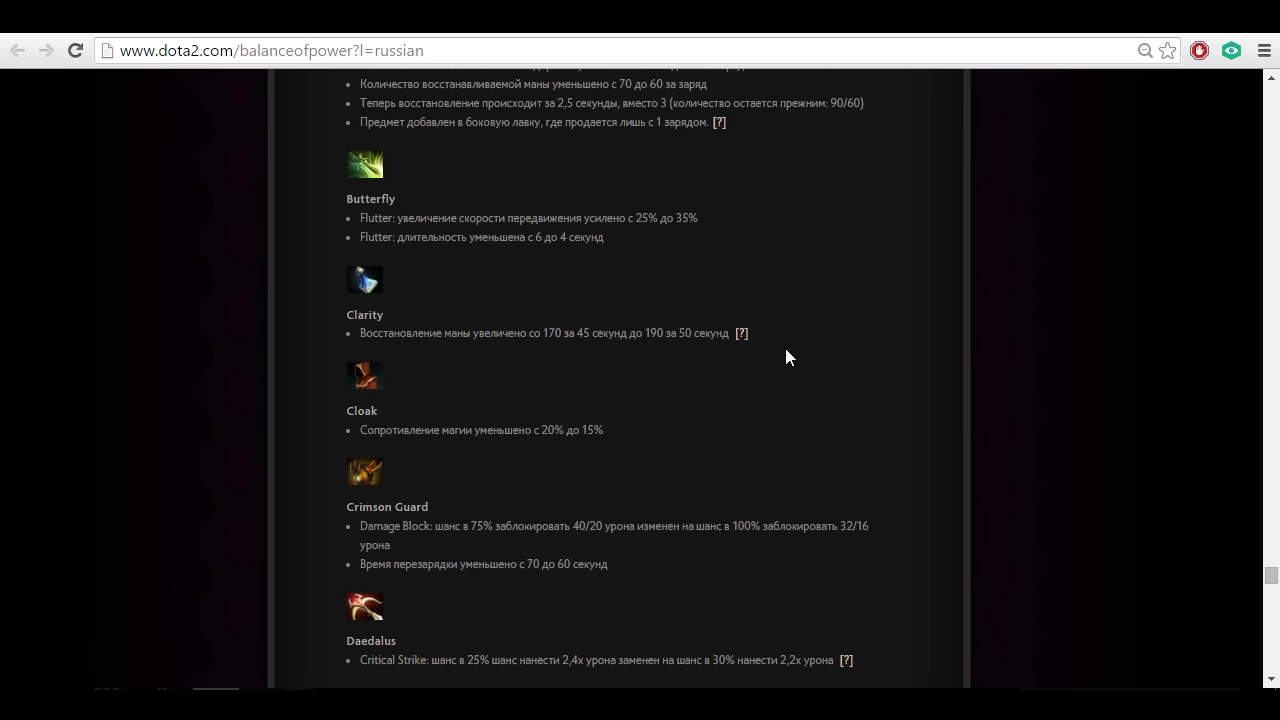 www.dota2.com/balanceofpower?l=russian
Количество восстанавливаемой маны уменьшено с 70 до 60 за заряд
Теперь восстановление происходит за 2,5 секунды, вместо 3 (количество остается прежним: 90/60)
Предмет добавлен в боковую лавку, где продается лишь с 1 зарядом. [?]
Butterfly
Flutter: увеличение скорости передвижения усилено с 25% до 35%
Flutter: длительность уменьшена с 6 до 4 секунд
Clarity
Восстановление маны увеличено со 170 за 45 секунд до 190 за 50 секунд [?]
Cloak
Сопротивление магии уменьшено с 20% до 15%
Crimson Guard
Damage Block: шанс в 75% заблокировать 40/20 урона изменен на шанс в 100% заблокировать 32/16
урона
Время перезарядки уменьшено с 70 до 60 секунд
Daedalus
Critical Strike: шанс в 25% шанс нанести 2,4x урона заменен на шанс в 30% нанести 2,2x урона [?]